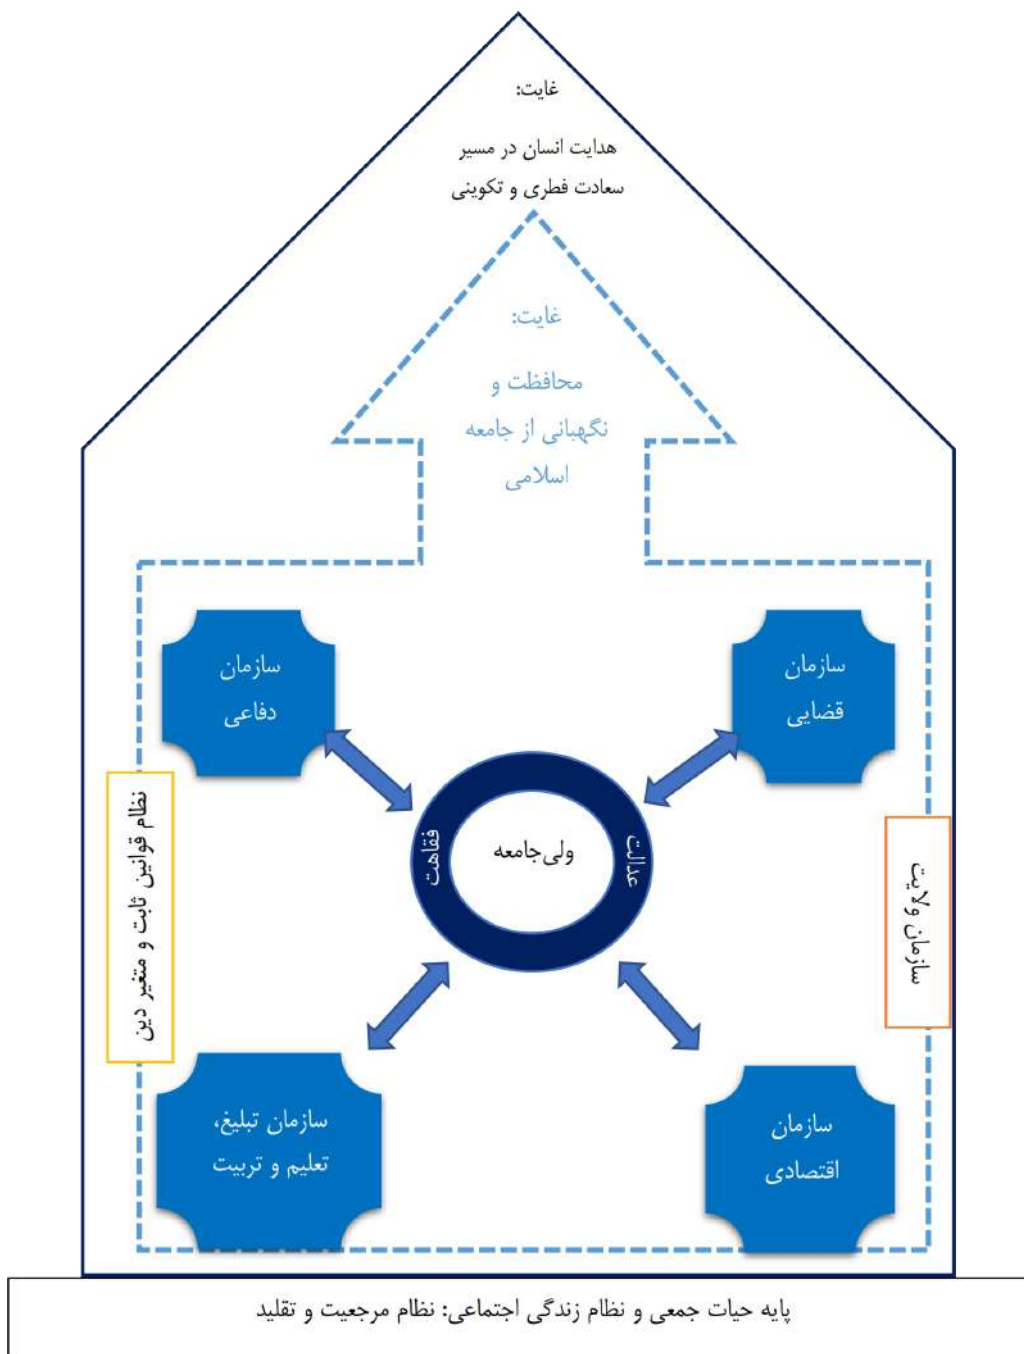 غایت:
هدایت انسان در مسیر
سعادت فطری و تکوینی
غایت:
محافظت و
نگهبانی از جامعه
اسلامی
سازمان
قضایی
سازمان
دفاعی
عدالت
ولی‌جامعه
فقاهت
سازمان ولایت
نظام قوانین ثابت و متغیر دین
سازمان
اقتصادی
سازمان تبلیغ،
تعلیم و تربیت
پایه حیات جمعی و نظام زندگی اجتماعی: نظام مرجعیت و تقلید